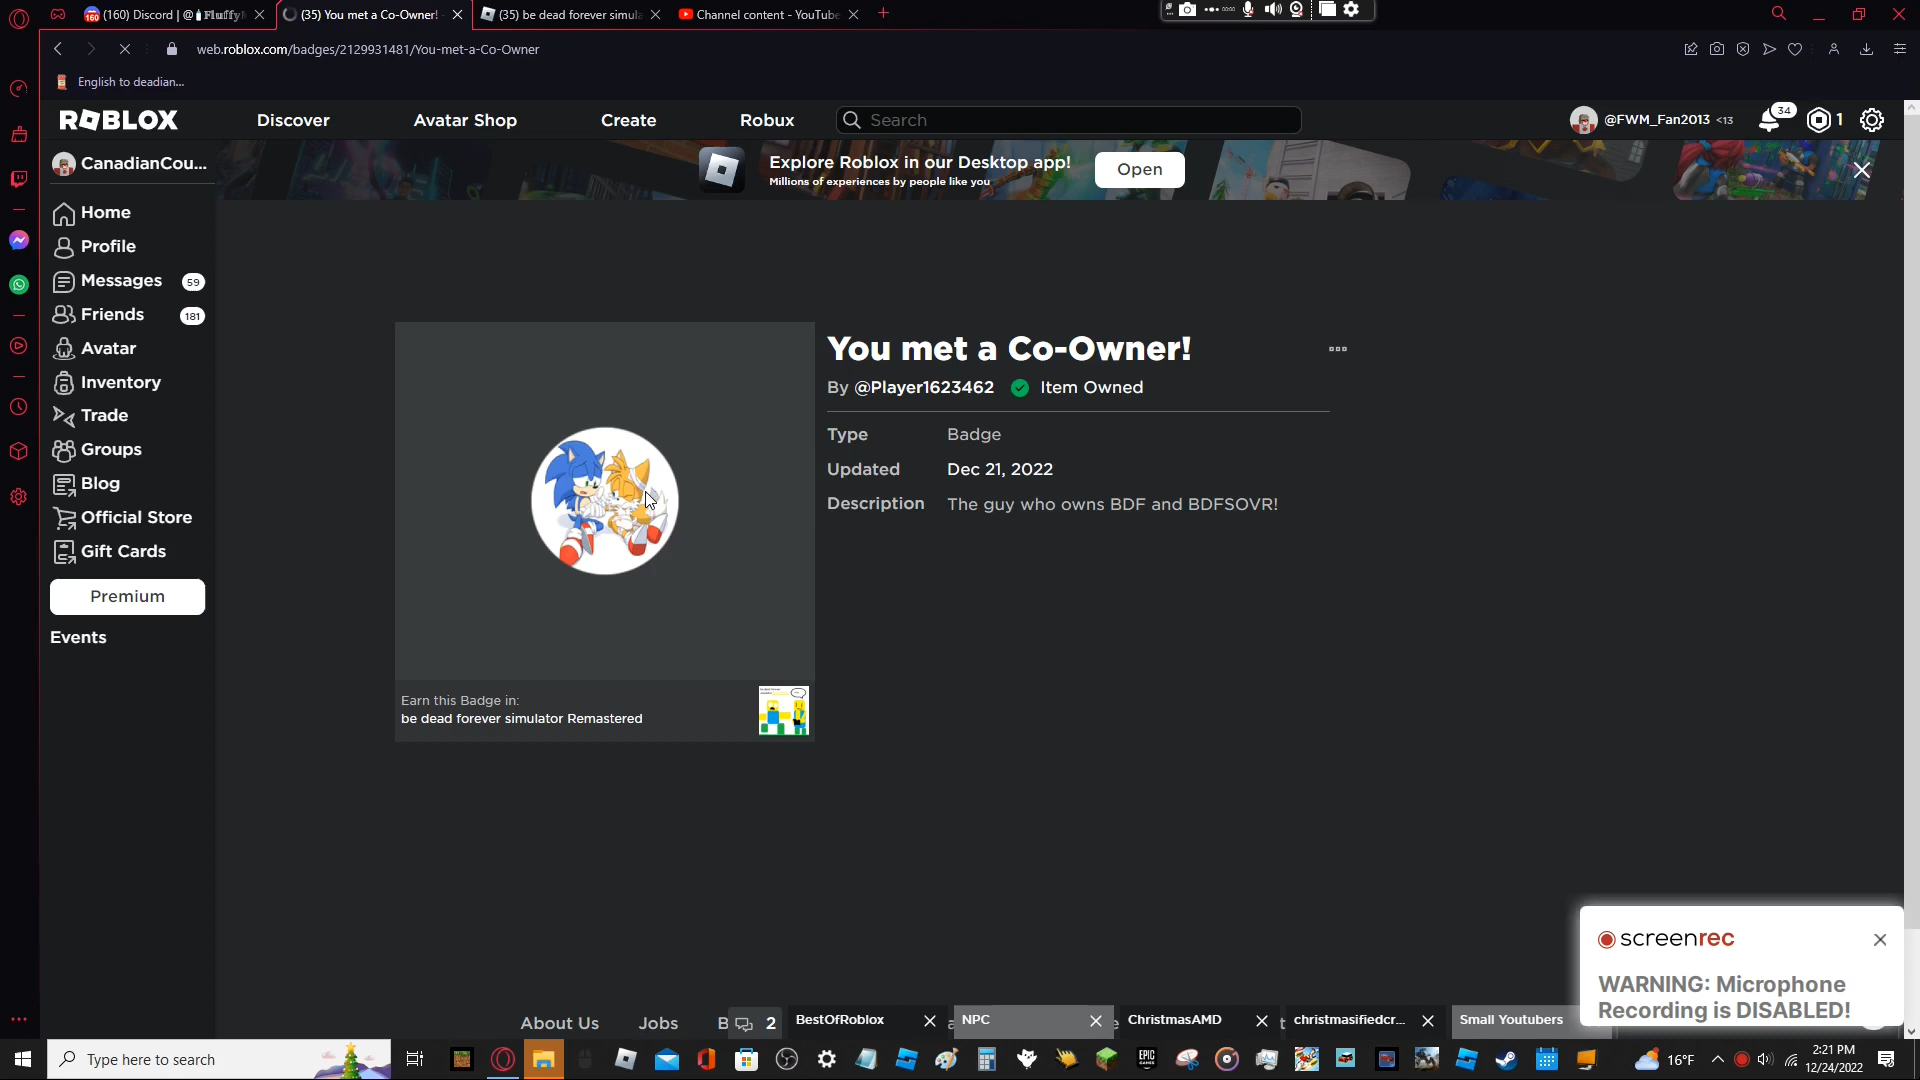 (160) Discord | @
(35) You met a Co-Owner! -
(35) be dead forever simula
Channel content - YouTube
web.roblox.com/badges/2129931481/You-met-a-Co-Owner
English to deadian...
ROBLOX
Discover
Avatar Shop
Create
Robux
Search
@FWM_Fan2013 <13
34
1
CanadianCou...
Explore Roblox in our Desktop app!
Millions of experiences by people like you
Open
Home
Profile
Messages 59
Friends 181
Avatar
Inventory
Trade
Groups
Blog
Official Store
Gift Cards
Premium
Events
You met a Co-Owner!
By @Player1623462 Item Owned
Type Badge
Updated Dec 21, 2022
Description The guy who owns BDF and BDFSOVR!
Earn this Badge in:
be dead forever simulator Remastered
screenrec
WARNING: Microphone
Recording is DISABLED!
About Us
Jobs
B
2
BestOfRoblox
NPC
ChristmasAMD
christmasifiedcr...
Small Youtubers
Type here to search
16°F
2:21 PM
12/24/2022